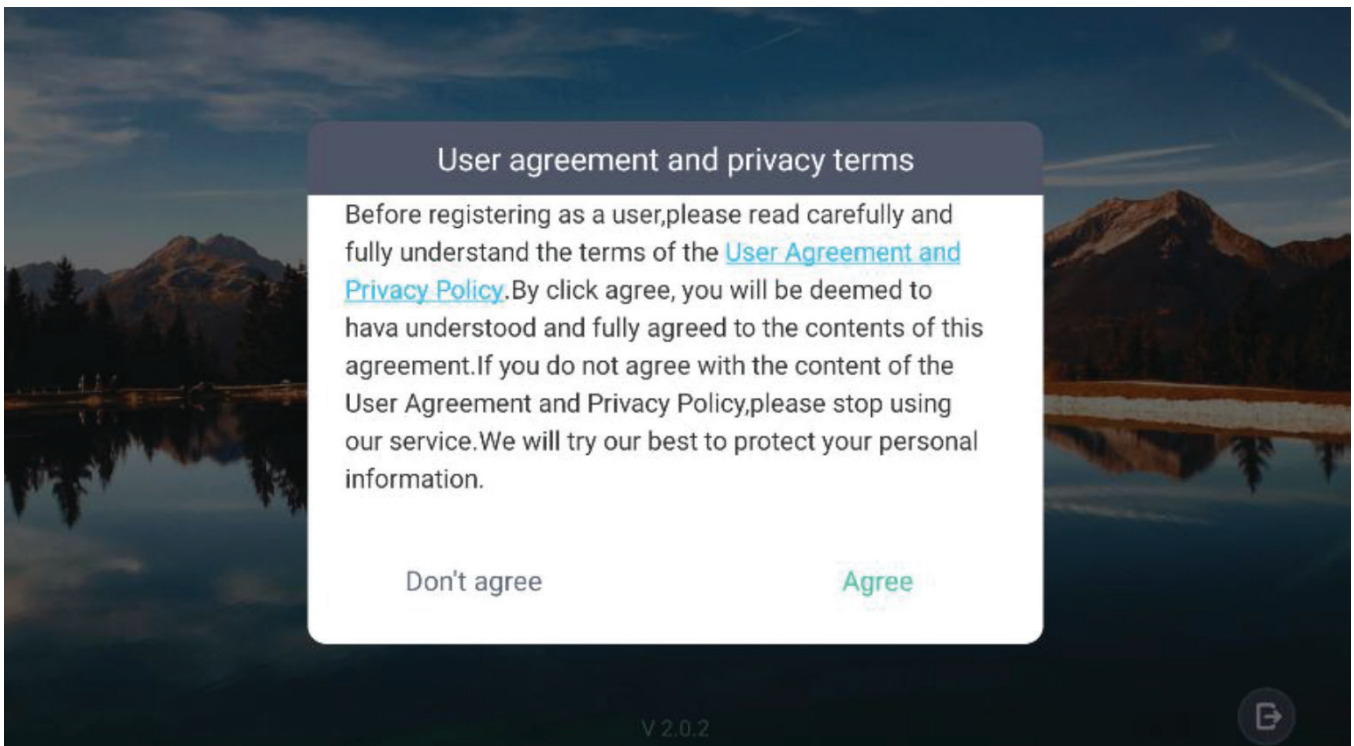 User agreement and privacy terms
Before registering as a user,please read carefully and
fully understand the terms of the User Agreement and
Privacy Policy.By click agree, you will be deemed to
hava understood and fully agreed to the contents of this
agreement.If you do not agree with the content of the
User Agreement and Privacy Policy,please stop using
our service.We will try our best to protect your personal
information.
Don't agree
Agree
V 2.0.2